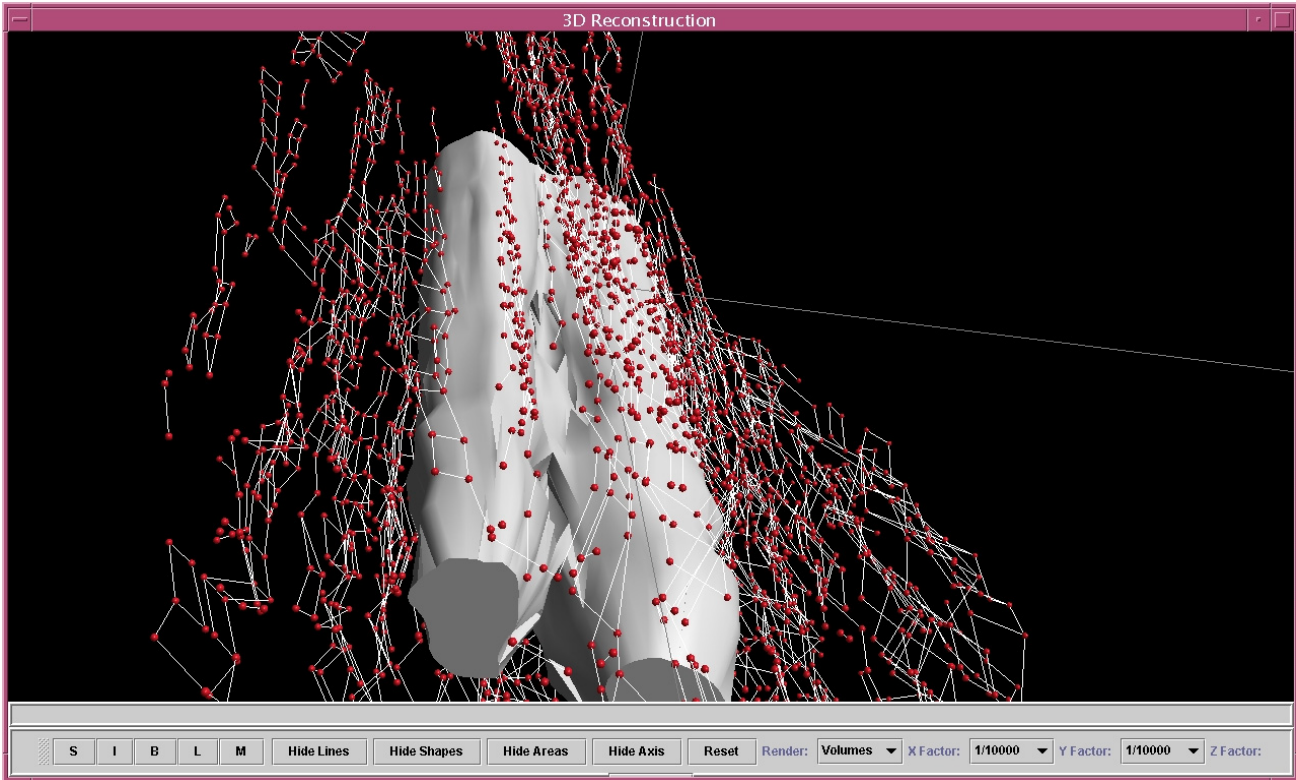 3D Reconstruction
S I B L M Hide Lines Hide Shapes Hide Areas Hide Axis Reset Render: Volumes X Factor: 1/10000 Y Factor: 1/10000 Z Factor: